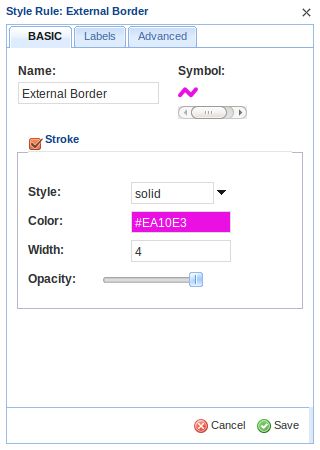 Style Rule: External Border
BASIC Labels Advanced
Name: Symbol:
External Border
Stroke
Style: solid
Color: #EA10E3
Width: 4
Opacity:
Cancel Save